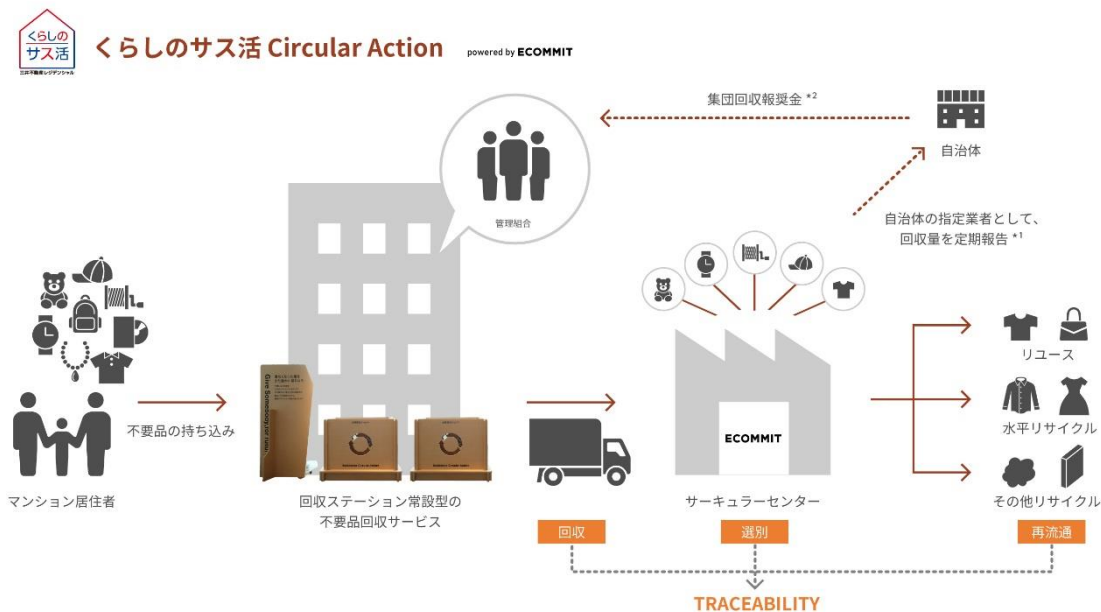 くらしの
サス活
三井不動産レジデンシャル
くらしのサス活 Circular Action
powered by ECOMMIT
集団回収報奨金 *2
自治体
管理組合
自治体の指定業者として、
回収量を定期報告 *1
不要品の持ち込み
マンション居住者
回収ステーション常設型の
不要品回収サービス
ECOMMIT
サーキュラーセンター
リユース
水平リサイクル
その他リサイクル
回収
選別
再流通
TRACEABILITY